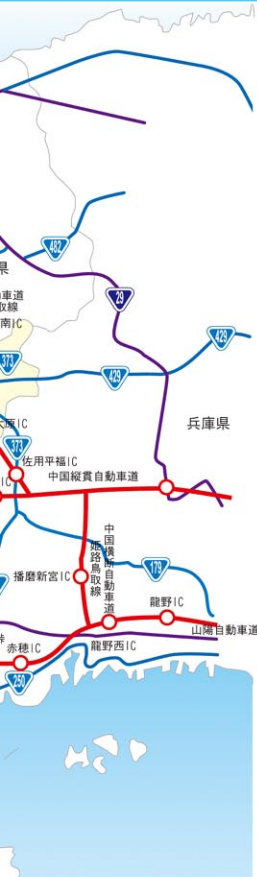 482
県
車道
取線
南IC
29
429
373
429
兵庫県
原IC
373
佐用平福IC
中国縦貫自動車道
IC
中国横断自動車道
姫路鳥取線
179
播磨新宮IC
龍野IC
山陽自動車道
赤穂IC
龍野西IC
250